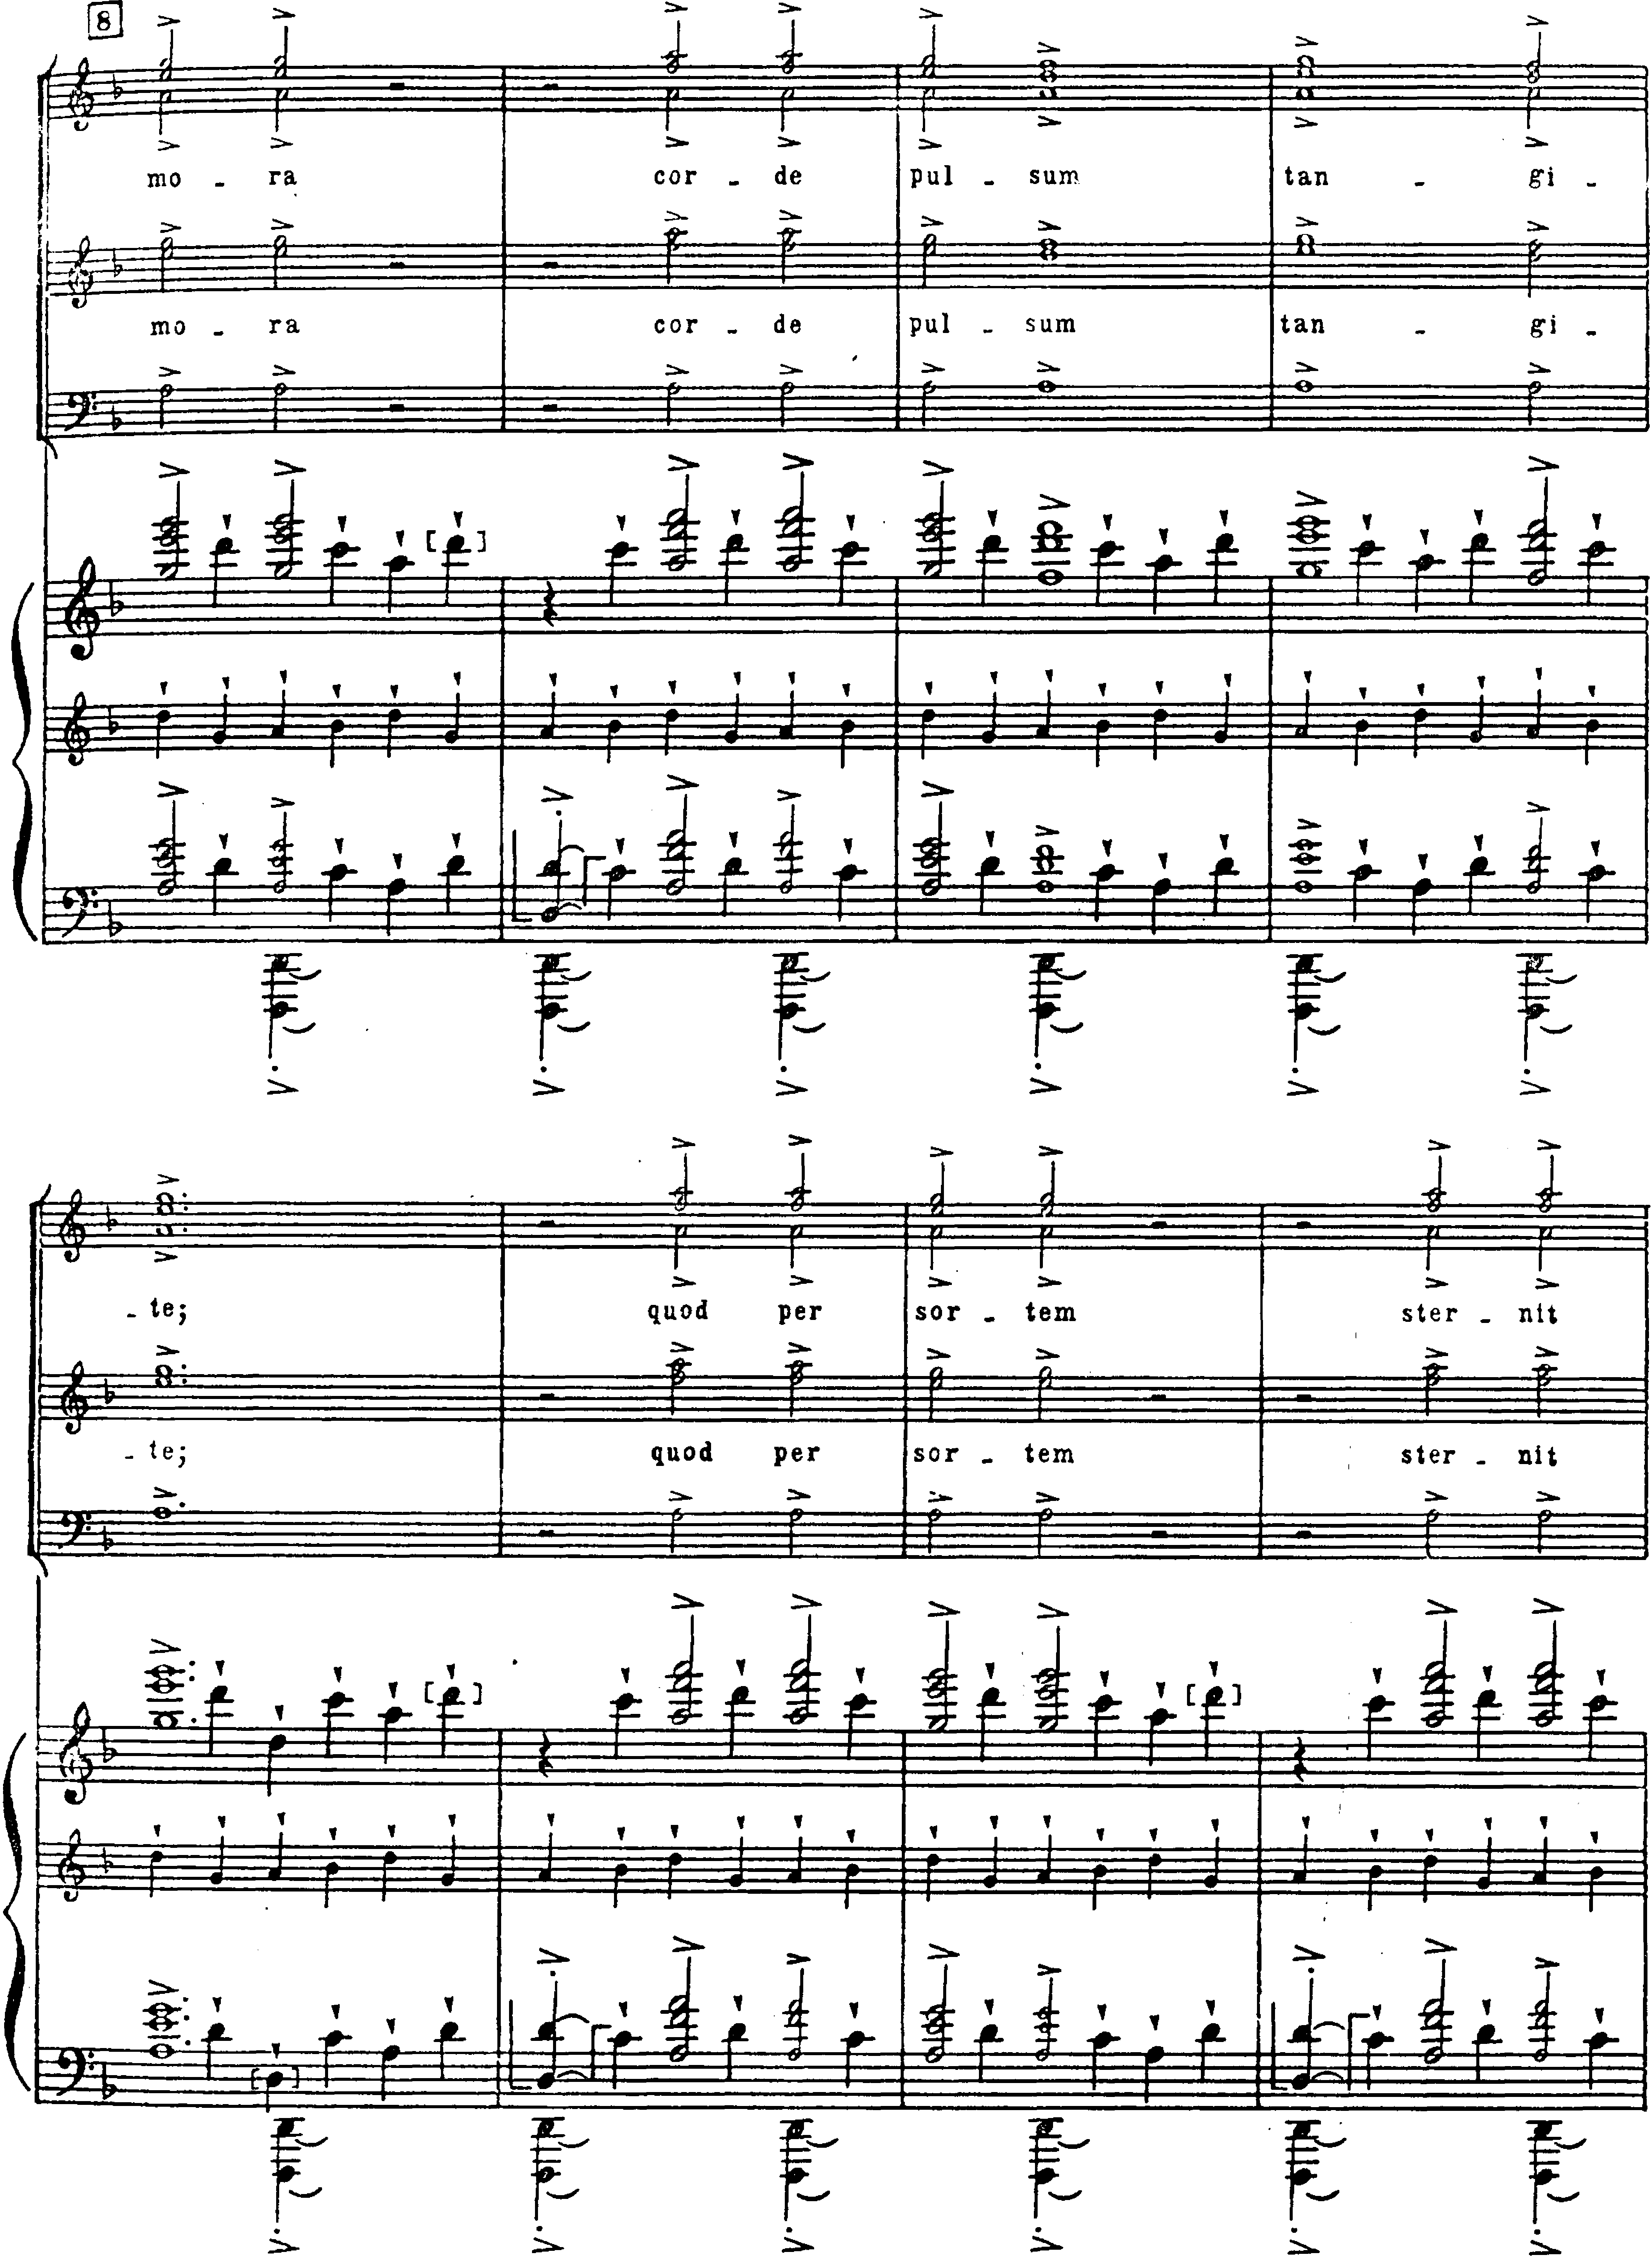 8
mo - ra cor - de pul - sum tan - gi -
mo - ra cor - de pul - sum tan - gi -
- te; quod per sor - tem ster - nit
- te; quod per sor - tem ster - nit